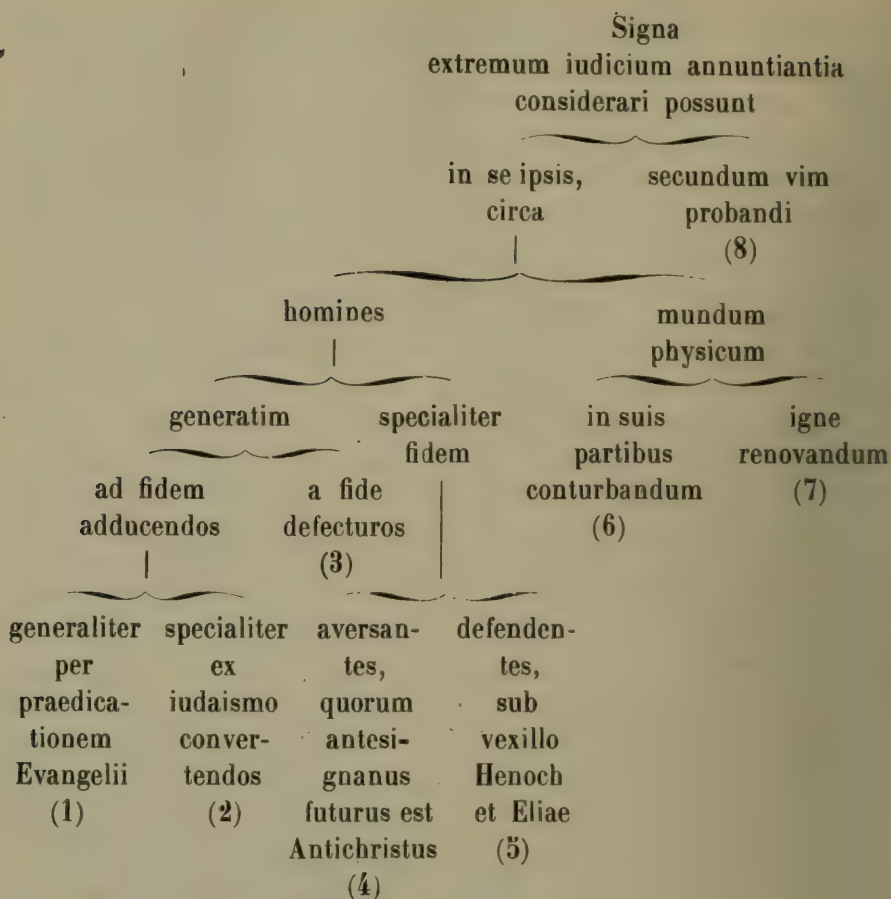 Signa
extremum iudicium annuntiantia
considerari possunt
in se ipsis,
circa
secundum vim
probandi
(8)
homines
mundum
physicum
generatim
specialiter
fidem
in suis
partibus
conturbandum
(6)
igne
renovandum
(7)
ad fidem
adducendos
a fide
defecturos
(3)
generaliter
per
praedica-
tionem
Evangelii
(1)
specialiter
ex
iudaismo
conver-
tendos
(2)
aversan-
tes,
quorum
antesi-
gnanus
futurus est
Antichristus
(4)
defenden-
tes,
sub
vexillo
Henoch
et Eliae
(5)